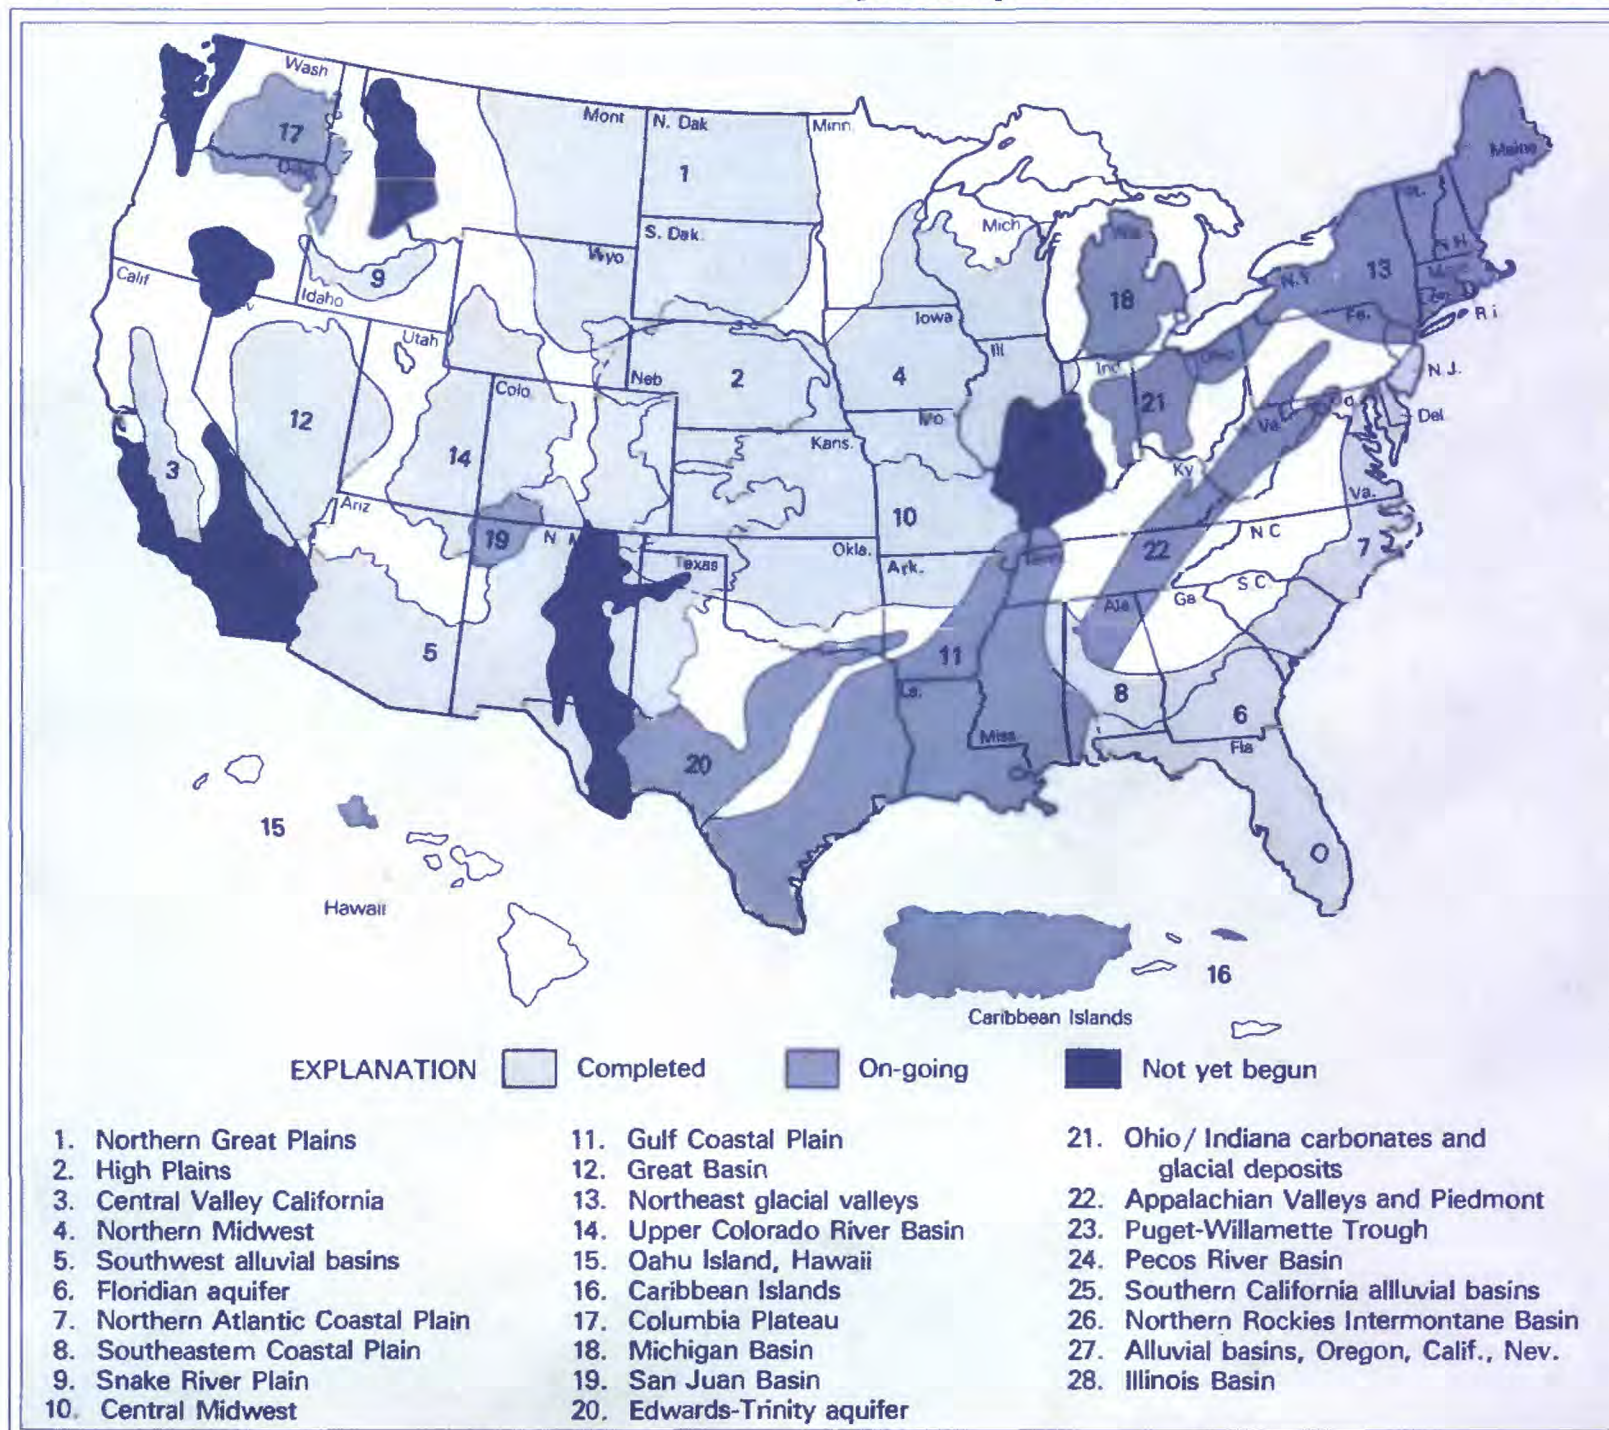 Wash
Mont
N. Dak
Minn.
17
1
Maine
Mich
S. Dak.
Wyo
N.H.
13
Calif
9
Idaho
18
N.Y
Iowa
Pa.
R i
Utah
Ill
Neb
2
4
Ind
Ohio
N.J.
Colo
12
21
Mo
Va.
Del
Kans.
3
14
Ky
Ariz
10
Va.
19
N M
Okla.
N C
Texas
Ark.
22
7
Ala
Ga
S C.
5
11
La.
8
6
Miss
Fla
20
15
Hawaii
16
Caribbean Islands
EXPLANATION Completed On-going Not yet begun
1. Northern Great Plains
2. High Plains
3. Central Valley California
4. Northern Midwest
5. Southwest alluvial basins
6. Floridian aquifer
7. Northern Atlantic Coastal Plain
8. Southeastern Coastal Plain
9. Snake River Plain
10. Central Midwest
11. Gulf Coastal Plain
12. Great Basin
13. Northeast glacial valleys
14. Upper Colorado River Basin
15. Oahu Island, Hawaii
16. Caribbean Islands
17. Columbia Plateau
18. Michigan Basin
19. San Juan Basin
20. Edwards-Trinity aquifer
21. Ohio/ Indiana carbonates and
glacial deposits
22. Appalachian Valleys and Piedmont
23. Puget-Willamette Trough
24. Pecos River Basin
25. Southern California allluvial basins
26. Northern Rockies Intermontane Basin
27. Alluvial basins, Oregon, Calif., Nev.
28. Illinois Basin